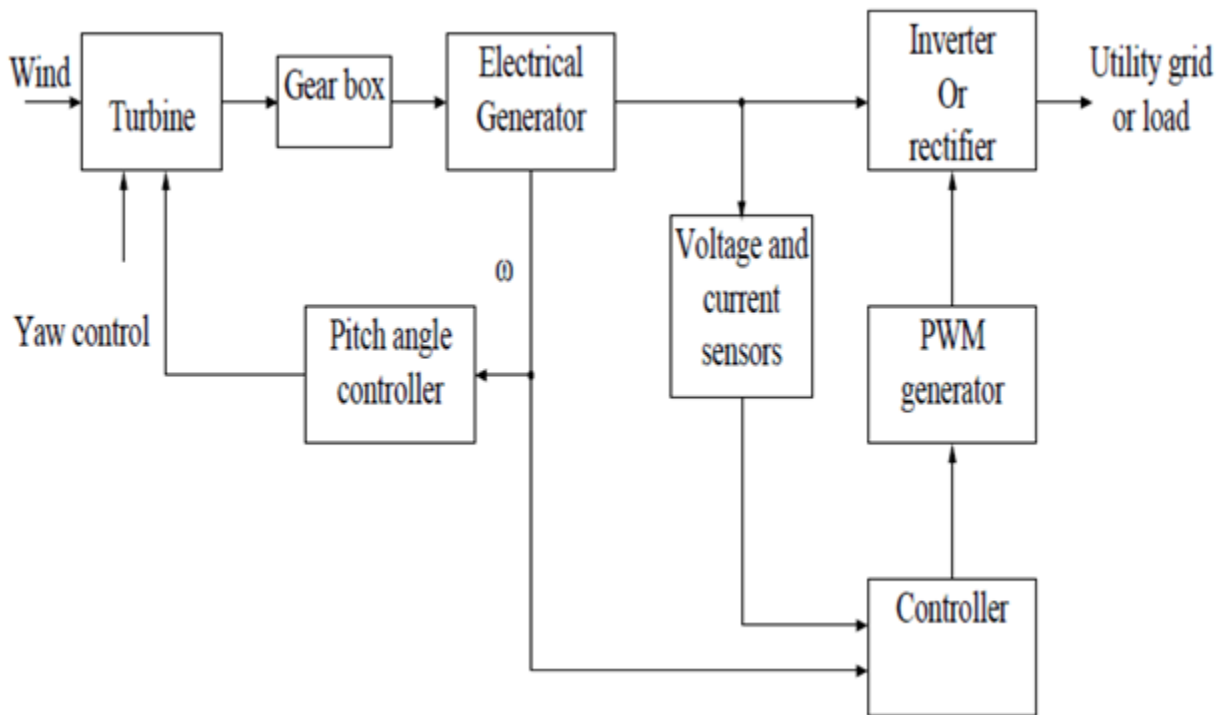 Wind
Turbine
Gear box
Electrical
Generator
Inverter
Or
rectifier
Utility grid
or load
Yaw control
ω
Pitch angle
controller
Voltage and
current
sensors
PWM
generator
Controller